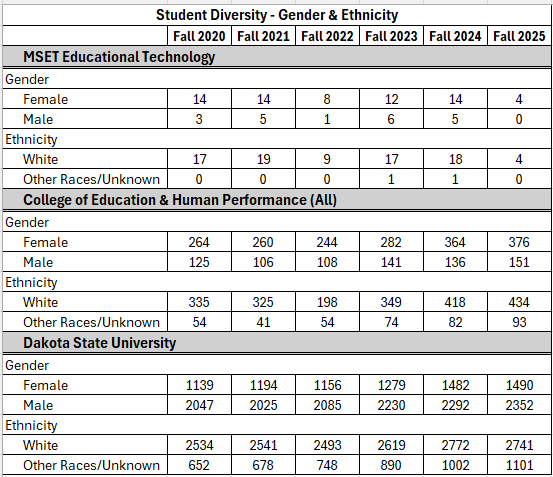 Student Diversity - Gender & Ethnicity
Fall 2020 Fall 2021 Fall 2022 Fall 2023 Fall 2024 Fall 2025
MSET Educational Technology
Gender
Female 14 14 8 12 14 4
Male 3 5 1 6 5 0
Ethnicity
White 17 19 9 17 18 4
Other Races/Unknown 0 0 0 1 1 0
College of Education & Human Performance (All)
Gender
Female 264 260 244 282 364 376
Male 125 106 108 141 136 151
Ethnicity
White 335 325 198 349 418 434
Other Races/Unknown 54 41 54 74 82 93
Dakota State University
Gender
Female 1139 1194 1156 1279 1482 1490
Male 2047 2025 2085 2230 2292 2352
Ethnicity
White 2534 2541 2493 2619 2772 2741
Other Races/Unknown 652 678 748 890 1002 1101